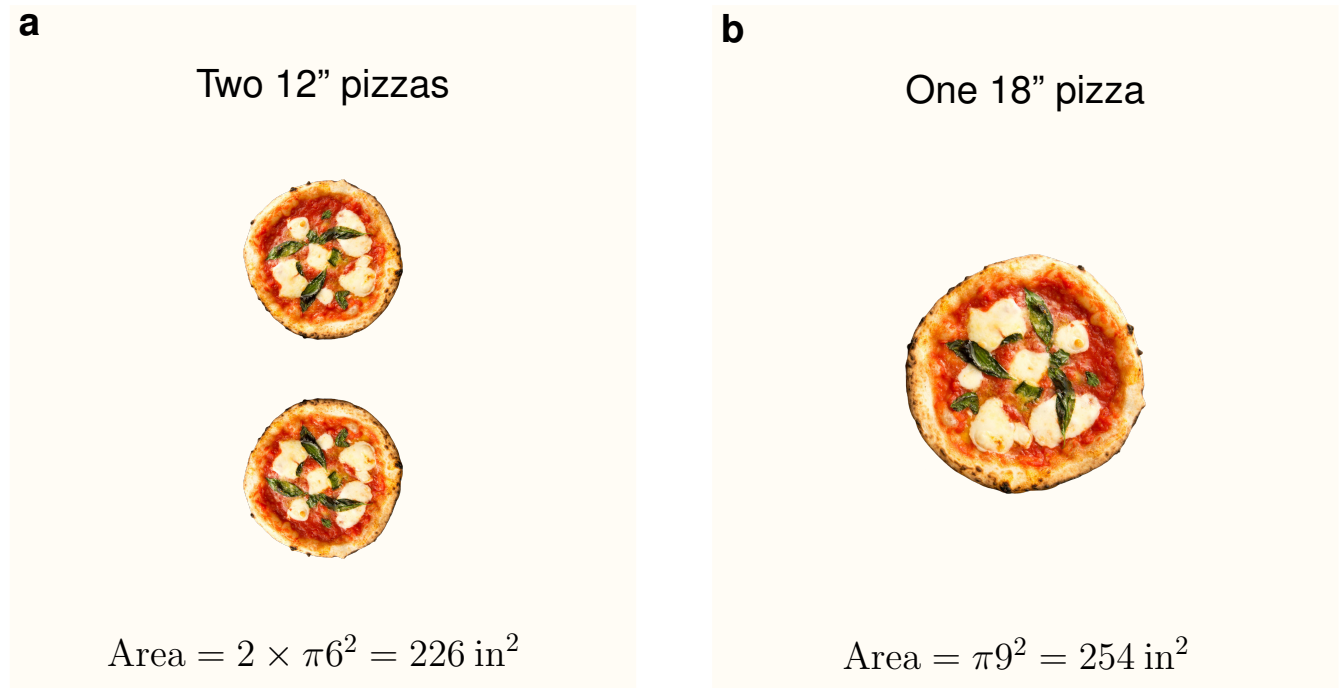 a
Two 12” pizzas
Area = 2 × π6² = 226 in²
b
One 18” pizza
Area = π9² = 254 in²